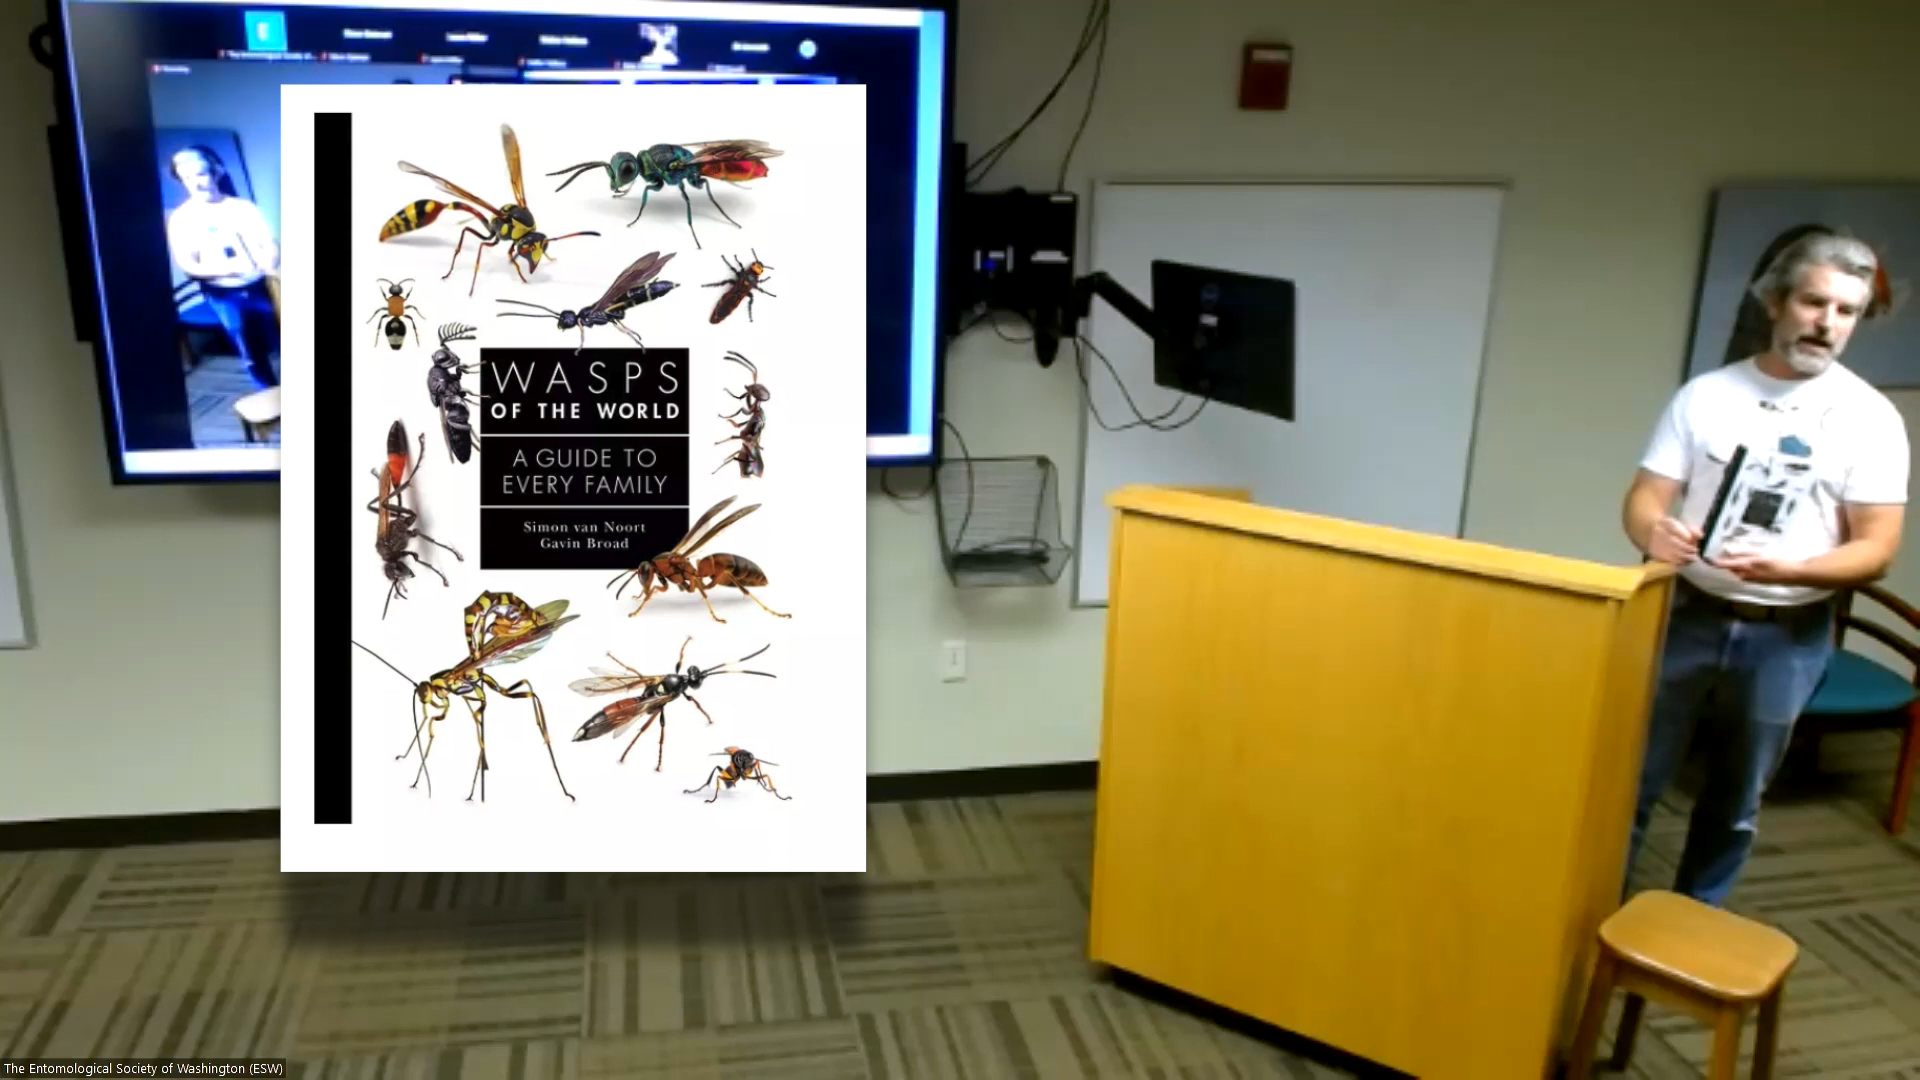 WASPS
OF THE WORLD
A GUIDE TO
EVERY FAMILY
Simon van Noort
Gavin Broad
The Entomological Society of Washington (ESW)